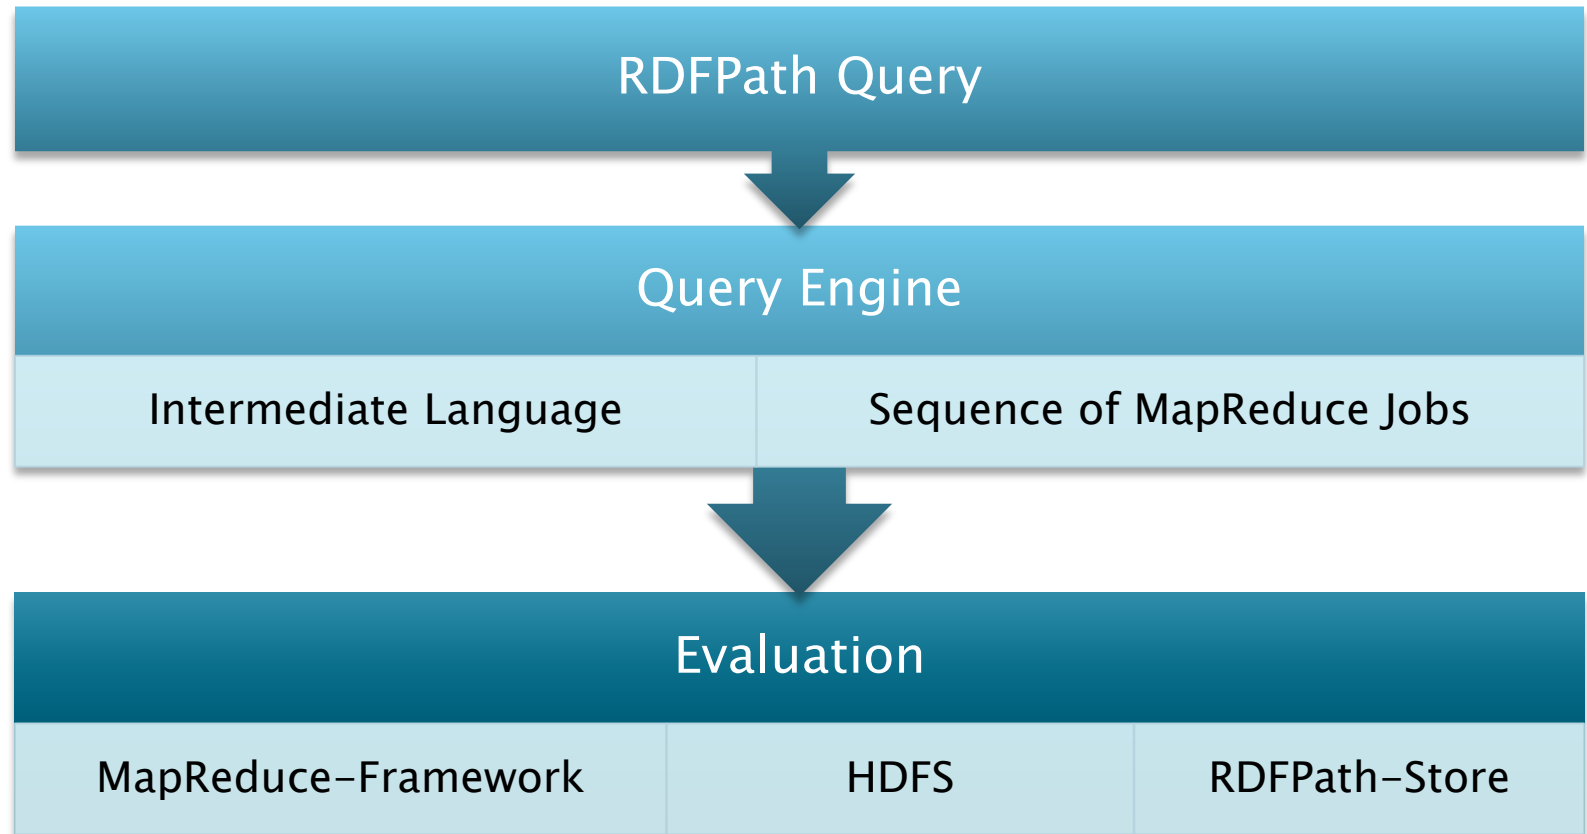 RDFPath Query
Query Engine
Intermediate Language
Sequence of MapReduce Jobs
Evaluation
MapReduce-Framework
HDFS
RDFPath-Store